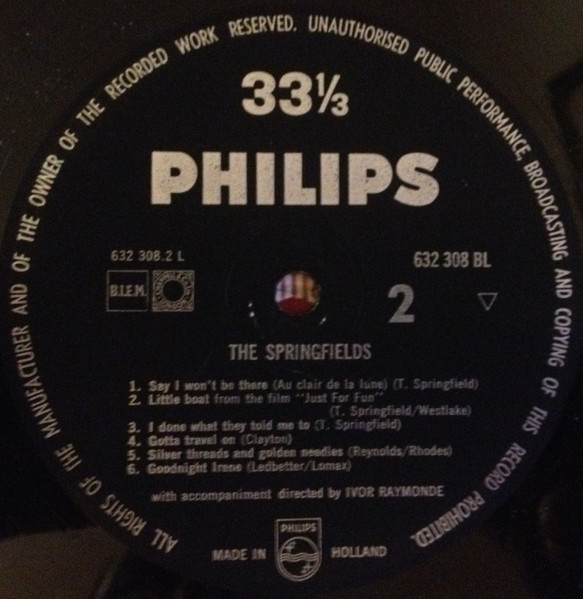 ALL RIGHTS OF THE MANUFACTURER AND OF THE OWNER OF THE RECORDED WORK RESERVED. UNAUTHORISED PUBLIC PERFORMANCE, BROADCASTING AND COPYING OF THIS RECORD PROHIBITED.
33⅓
PHILIPS
632 308.2 L
632 308 BL
B.I.E.M.
2
THE SPRINGFIELDS
1. Say I won't be there (Au clair de la lune) (T. Springfield)
2. Little boat from the film "Just For Fun"
(T. Springfield/Westlake)
3. I done what they told me to (T. Springfield)
4. Gotta travel on (Clayton)
5. Silver threads and golden needles (Reynolds/Rhodes)
6. Goodnight Irene (Ledbetter/Lomax)
with accompaniment directed by IVOR RAYMONDE
PHILIPS
MADE IN HOLLAND